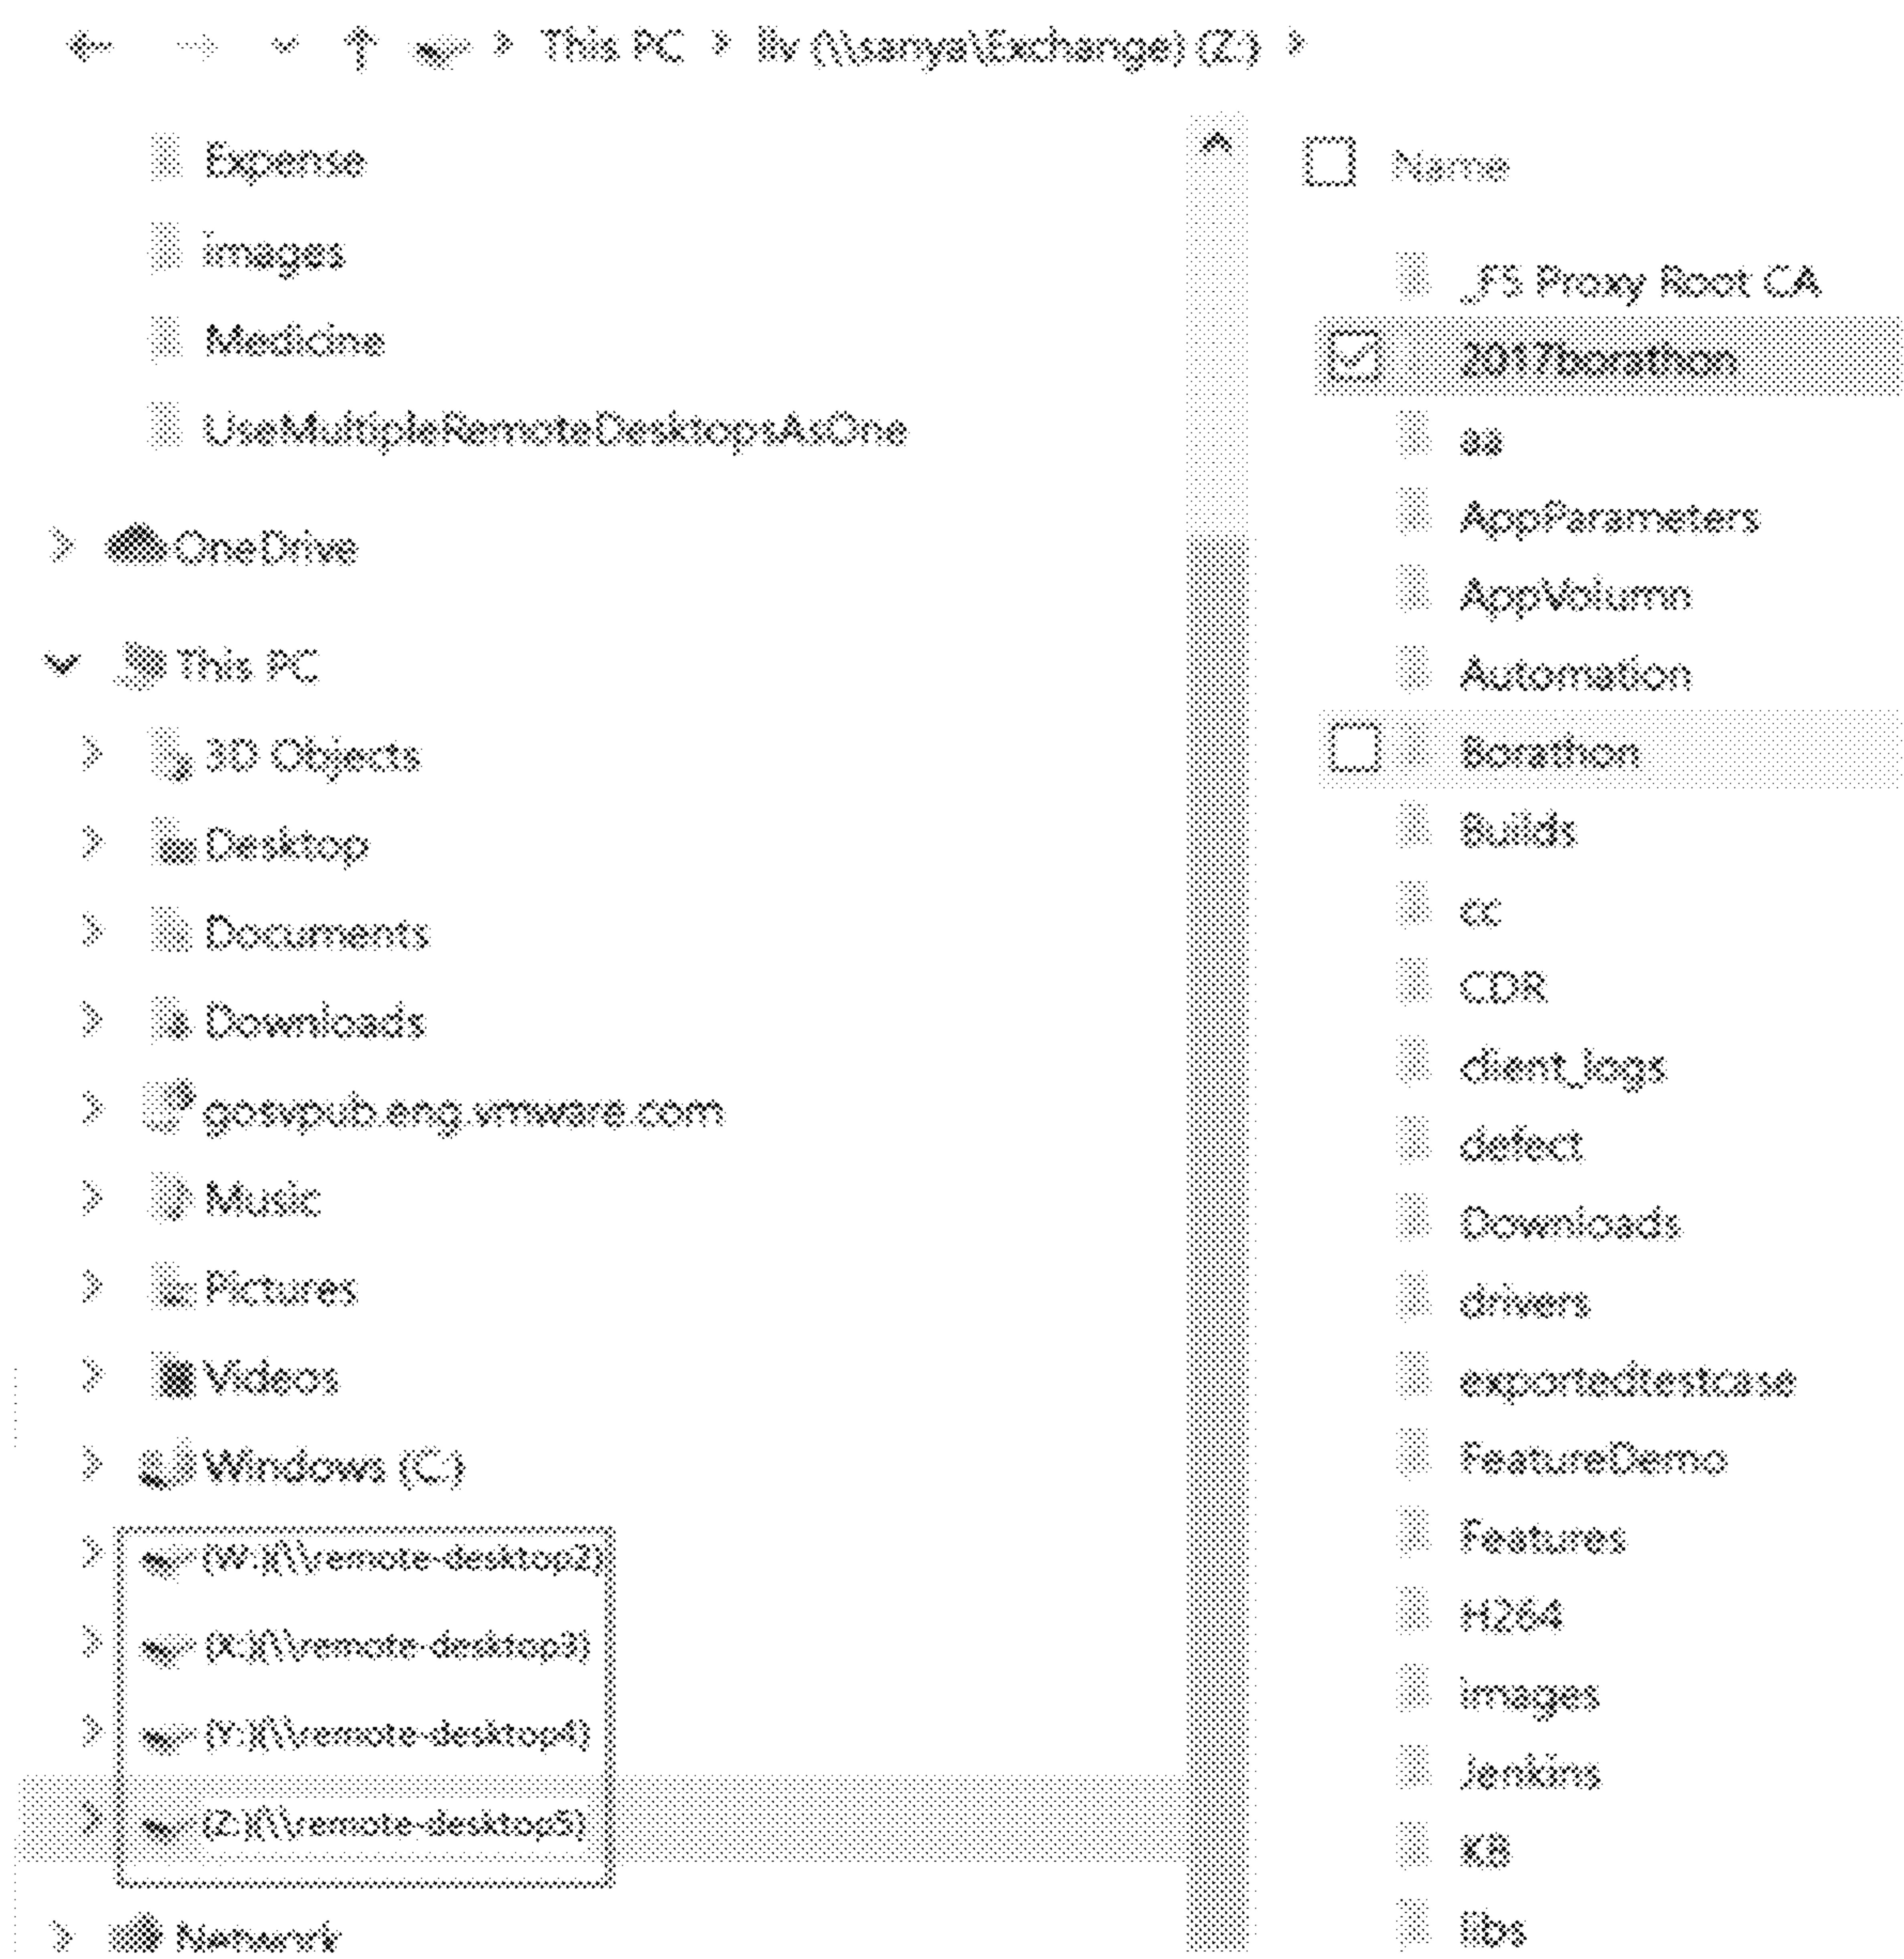 This PC > liv (\\sanya\Exchange) (Z:) >
Expense
images
Medicine
UseMultipleRemoteDesktopsAsOne
OneDrive
This PC
3D Objects
Desktop
Documents
Downloads
gosvpub.eng.vmware.com
Music
Pictures
Videos
Windows (C:)
(W:)(\\remote-desktop2)
(X:)(\\remote-desktop3)
(Y:)(\\remote-desktop4)
(Z:)(\\remote-desktop5)
Network
Name
_F5 Proxy Root CA
2017borathon
aa
AppParameters
AppVolumn
Automation
Borathon
Builds
cc
CDR
client_logs
defect
Downloads
drivers
exportedtestcase
FeatureDemo
Features
H264
images
Jenkins
KB
libs